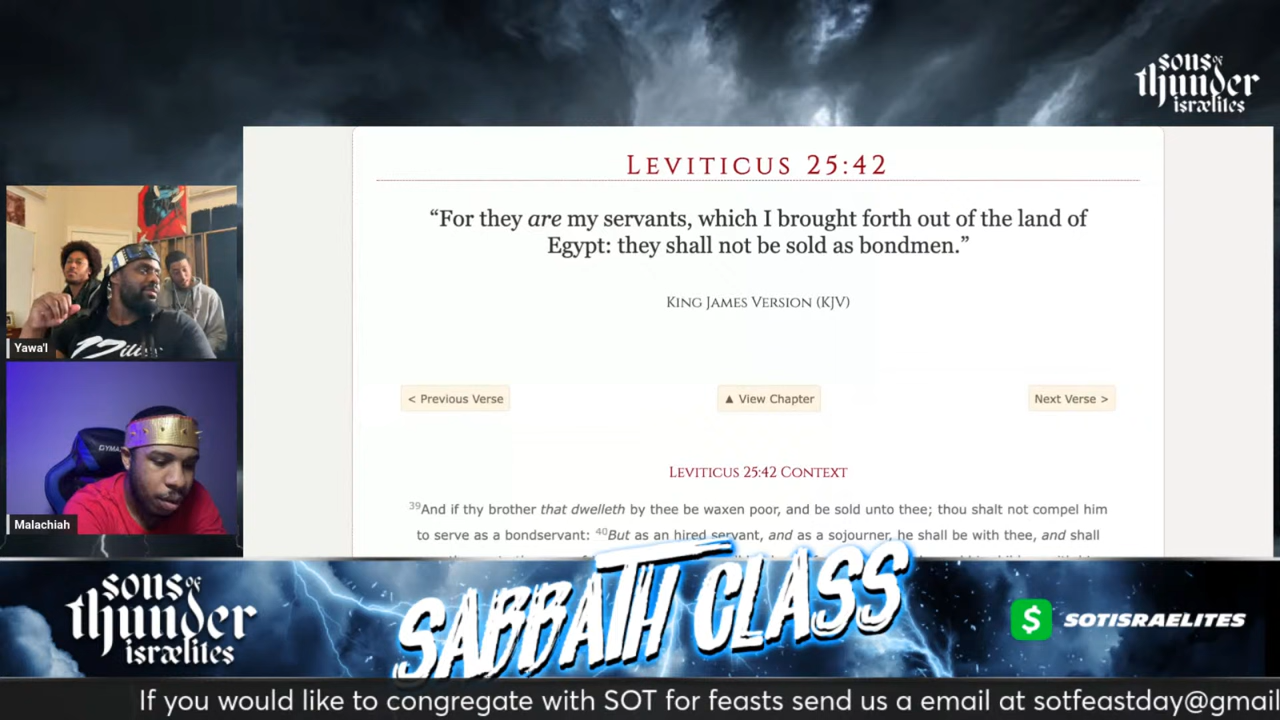 sons of
thunder
isrælites
LEVITICUS 25:42
“For they are my servants, which I brought forth out of the land of
Egypt: they shall not be sold as bondmen.”
KING JAMES VERSION (KJV)
< Previous Verse
▲ View Chapter
Next Verse >
LEVITICUS 25:42 CONTEXT
39And if thy brother that dwelleth by thee be waxen poor, and be sold unto thee; thou shalt not compel him
to serve as a bondservant: 40But as an hired servant, and as a sojourner, he shall be with thee, and shall
Yawa'l
Malachiah
sons of
thunder
isrælites
SABBATH CLASS
$ SOTISRAELITES
If you would like to congregate with SOT for feasts send us a email at sotfeastday@gmail